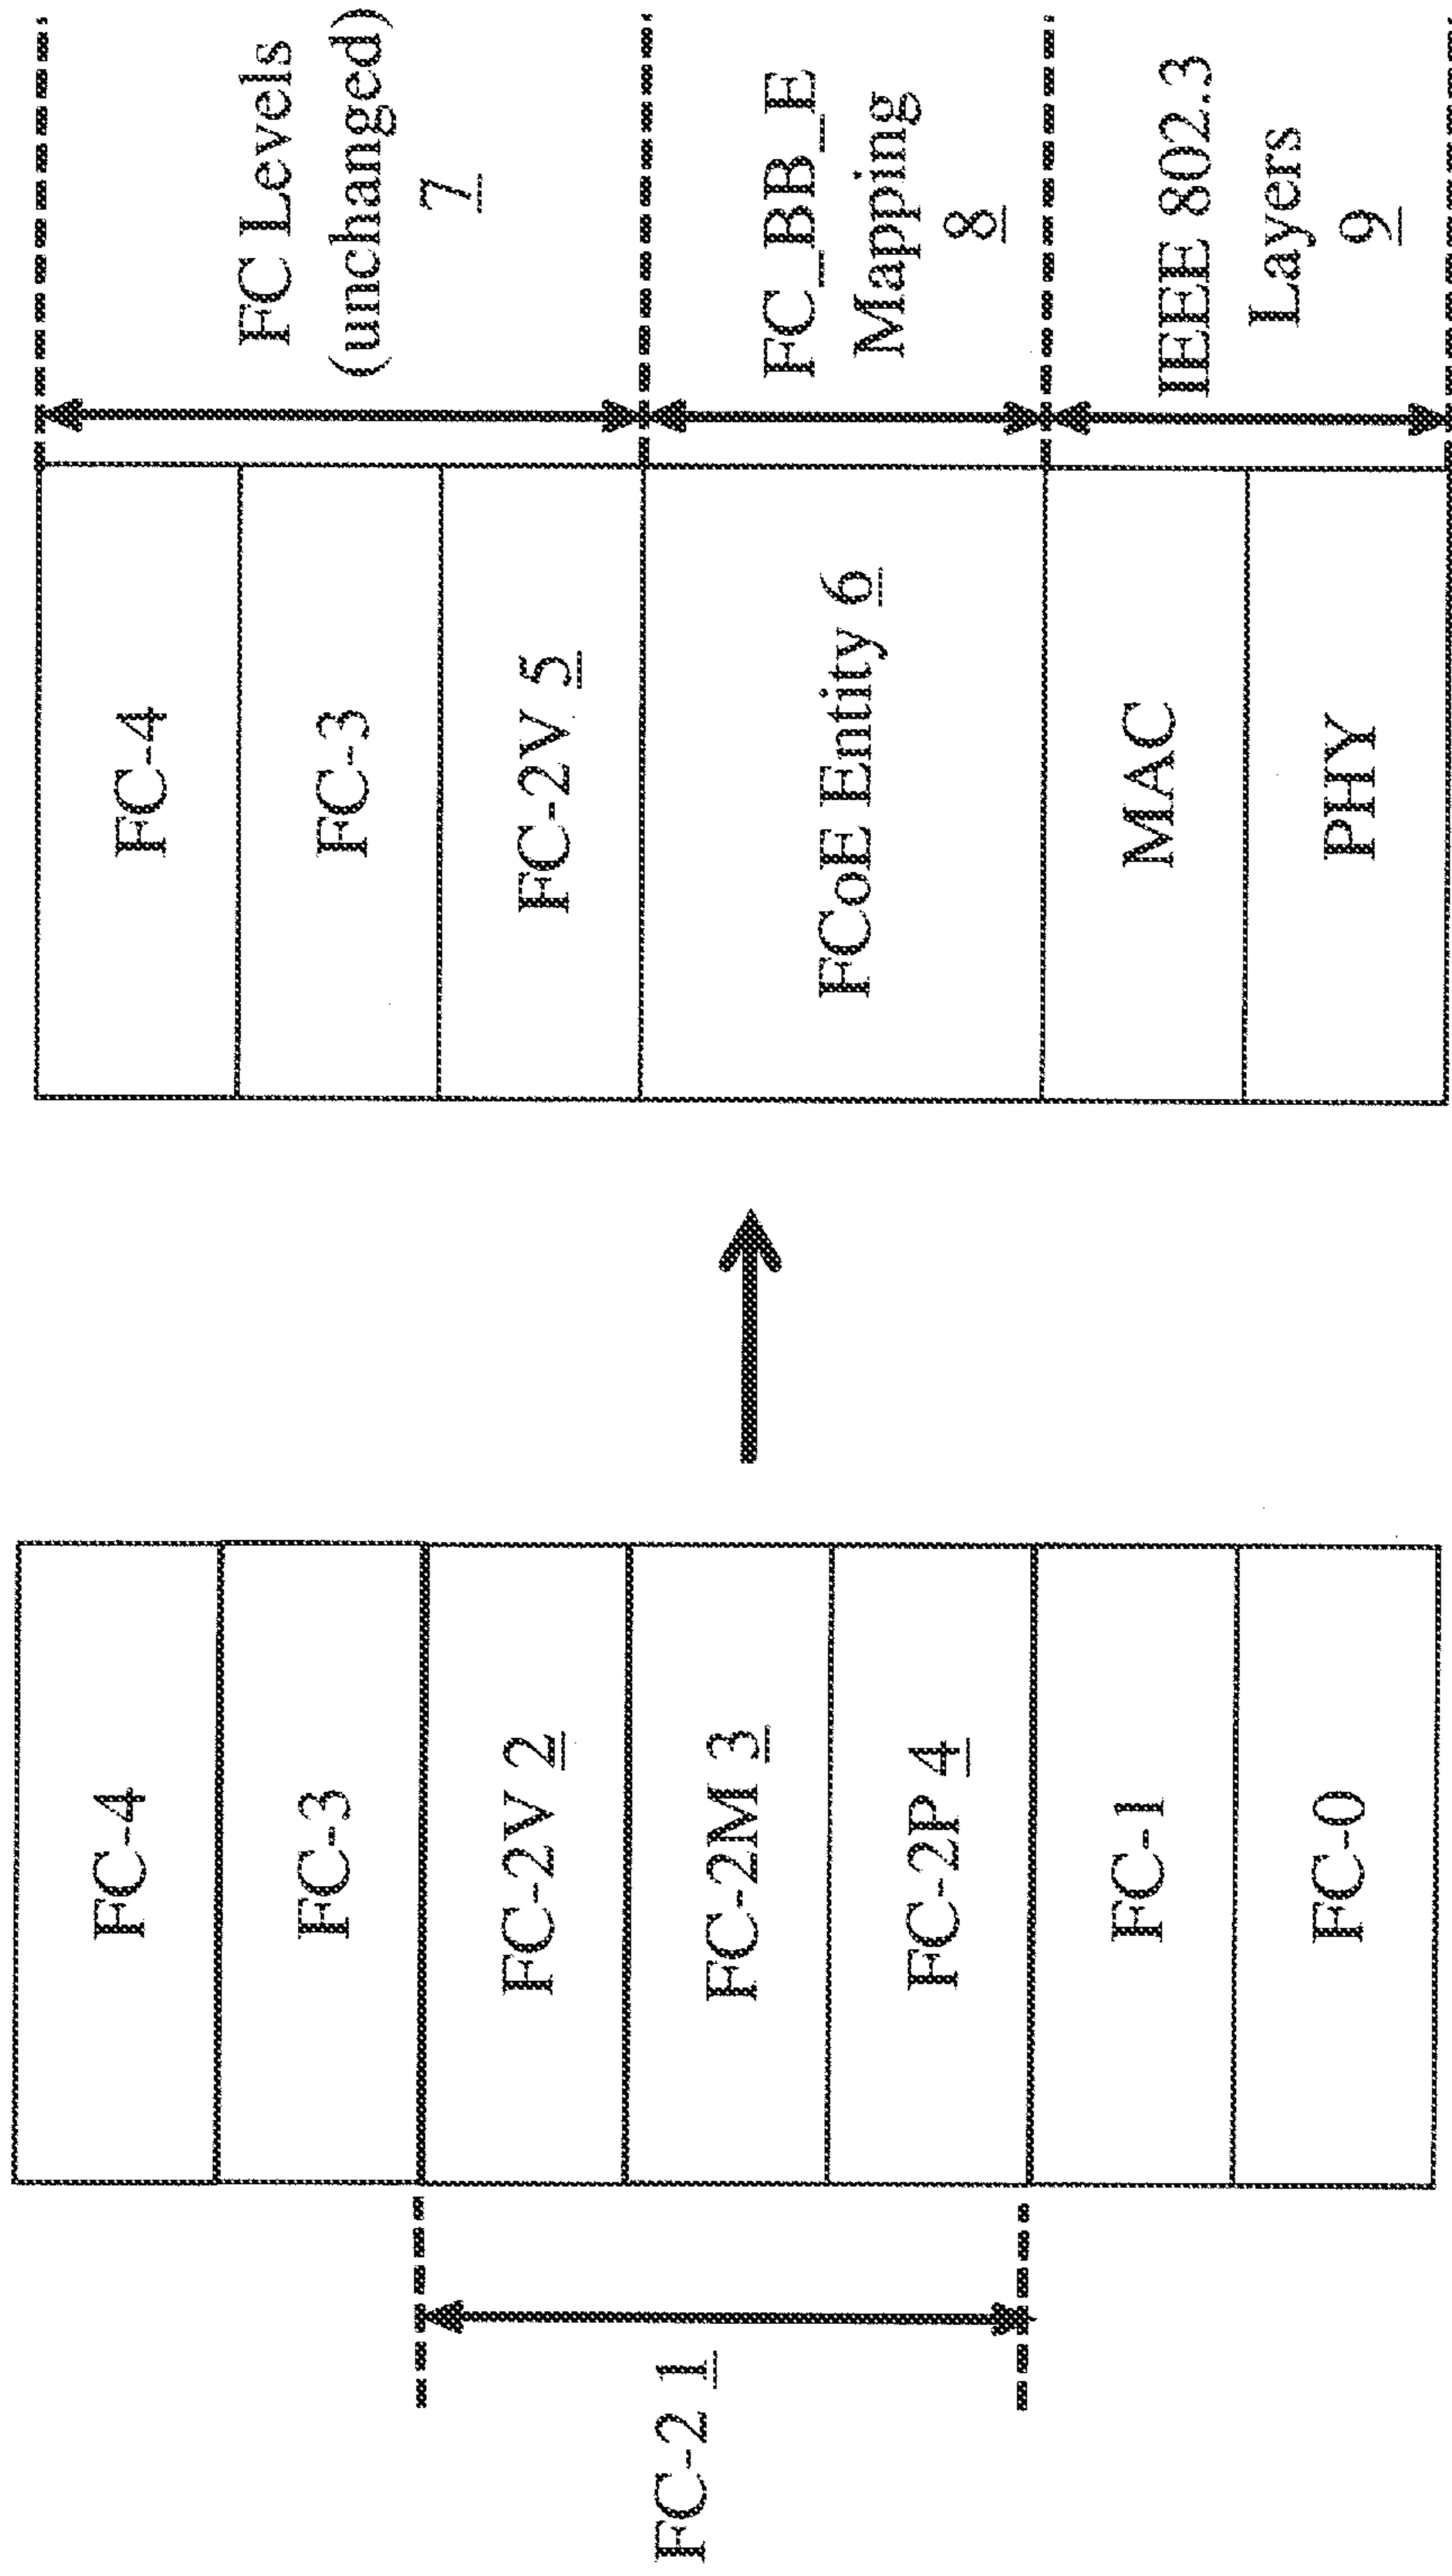 FC-2 1
FC-4
FC-3
FC-2V 2
FC-2M 3
FC-2P 4
FC-1
FC-0
FC-4
FC-3
FC-2V 5
FCoE Entity 6
MAC
PHY
FC Levels
(unchanged)
7
FC_BB_E
Mapping
8
IEEE 802.3
Layers
9